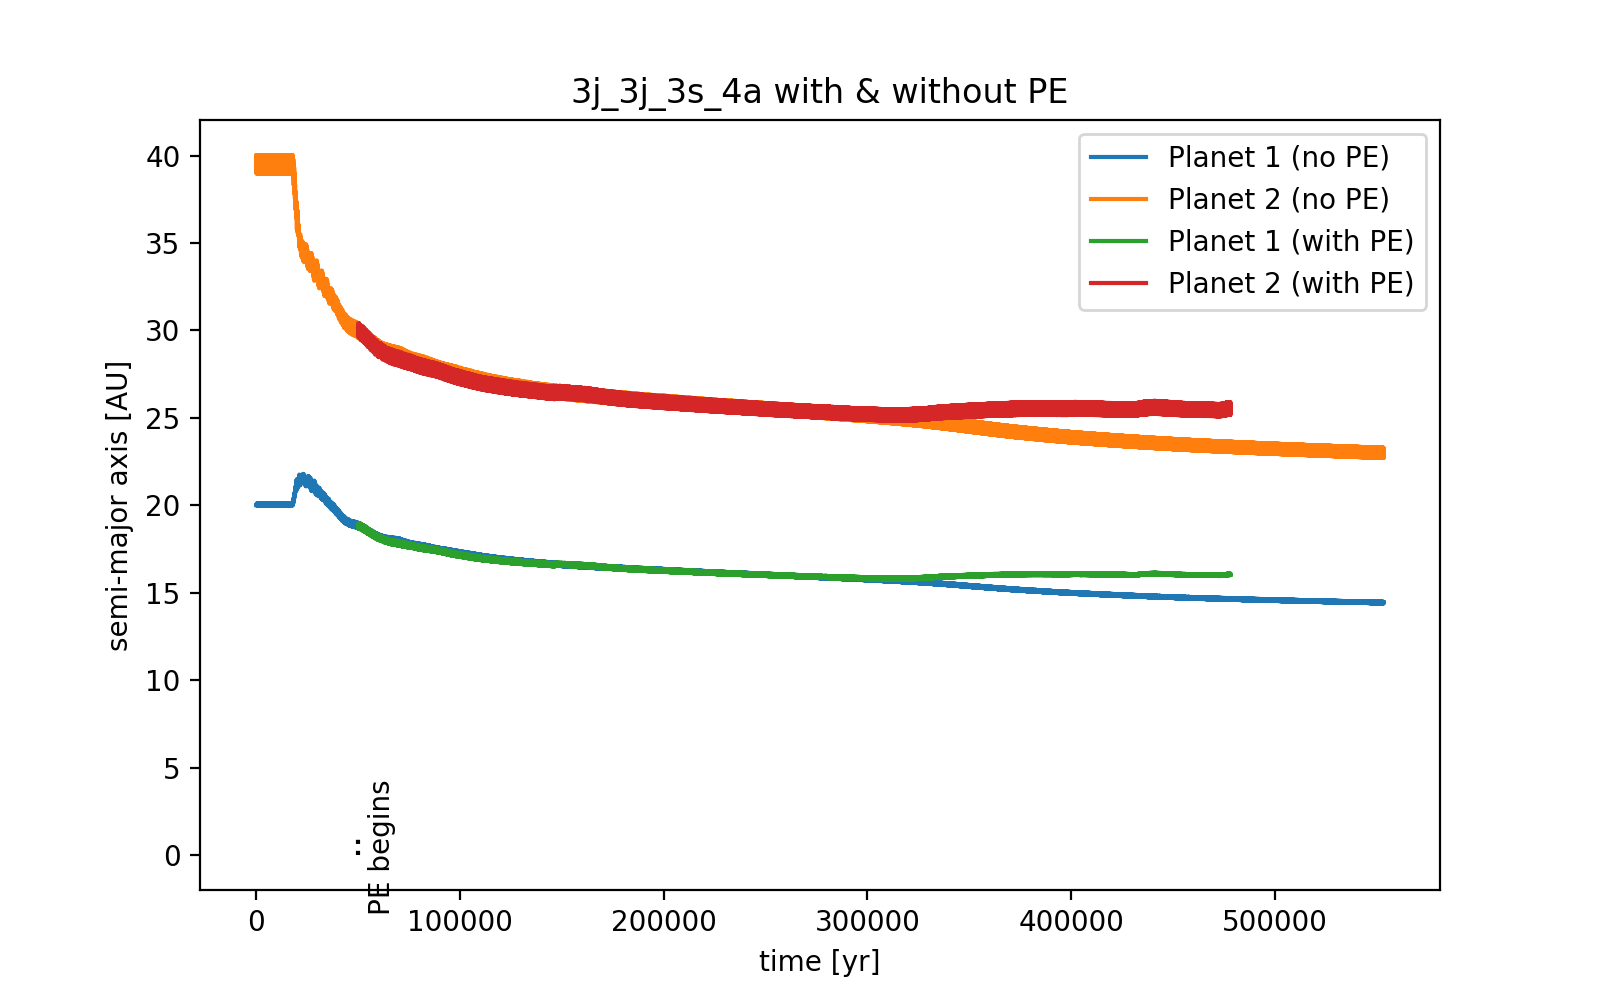 3j_3j_3s_4a with & without PE
Planet 1 (no PE)
Planet 2 (no PE)
Planet 1 (with PE)
Planet 2 (with PE)
semi-major axis [AU]
40
35
30
25
20
15
10
5
0
PE begins
0
100000
200000
300000
400000
500000
time [yr]